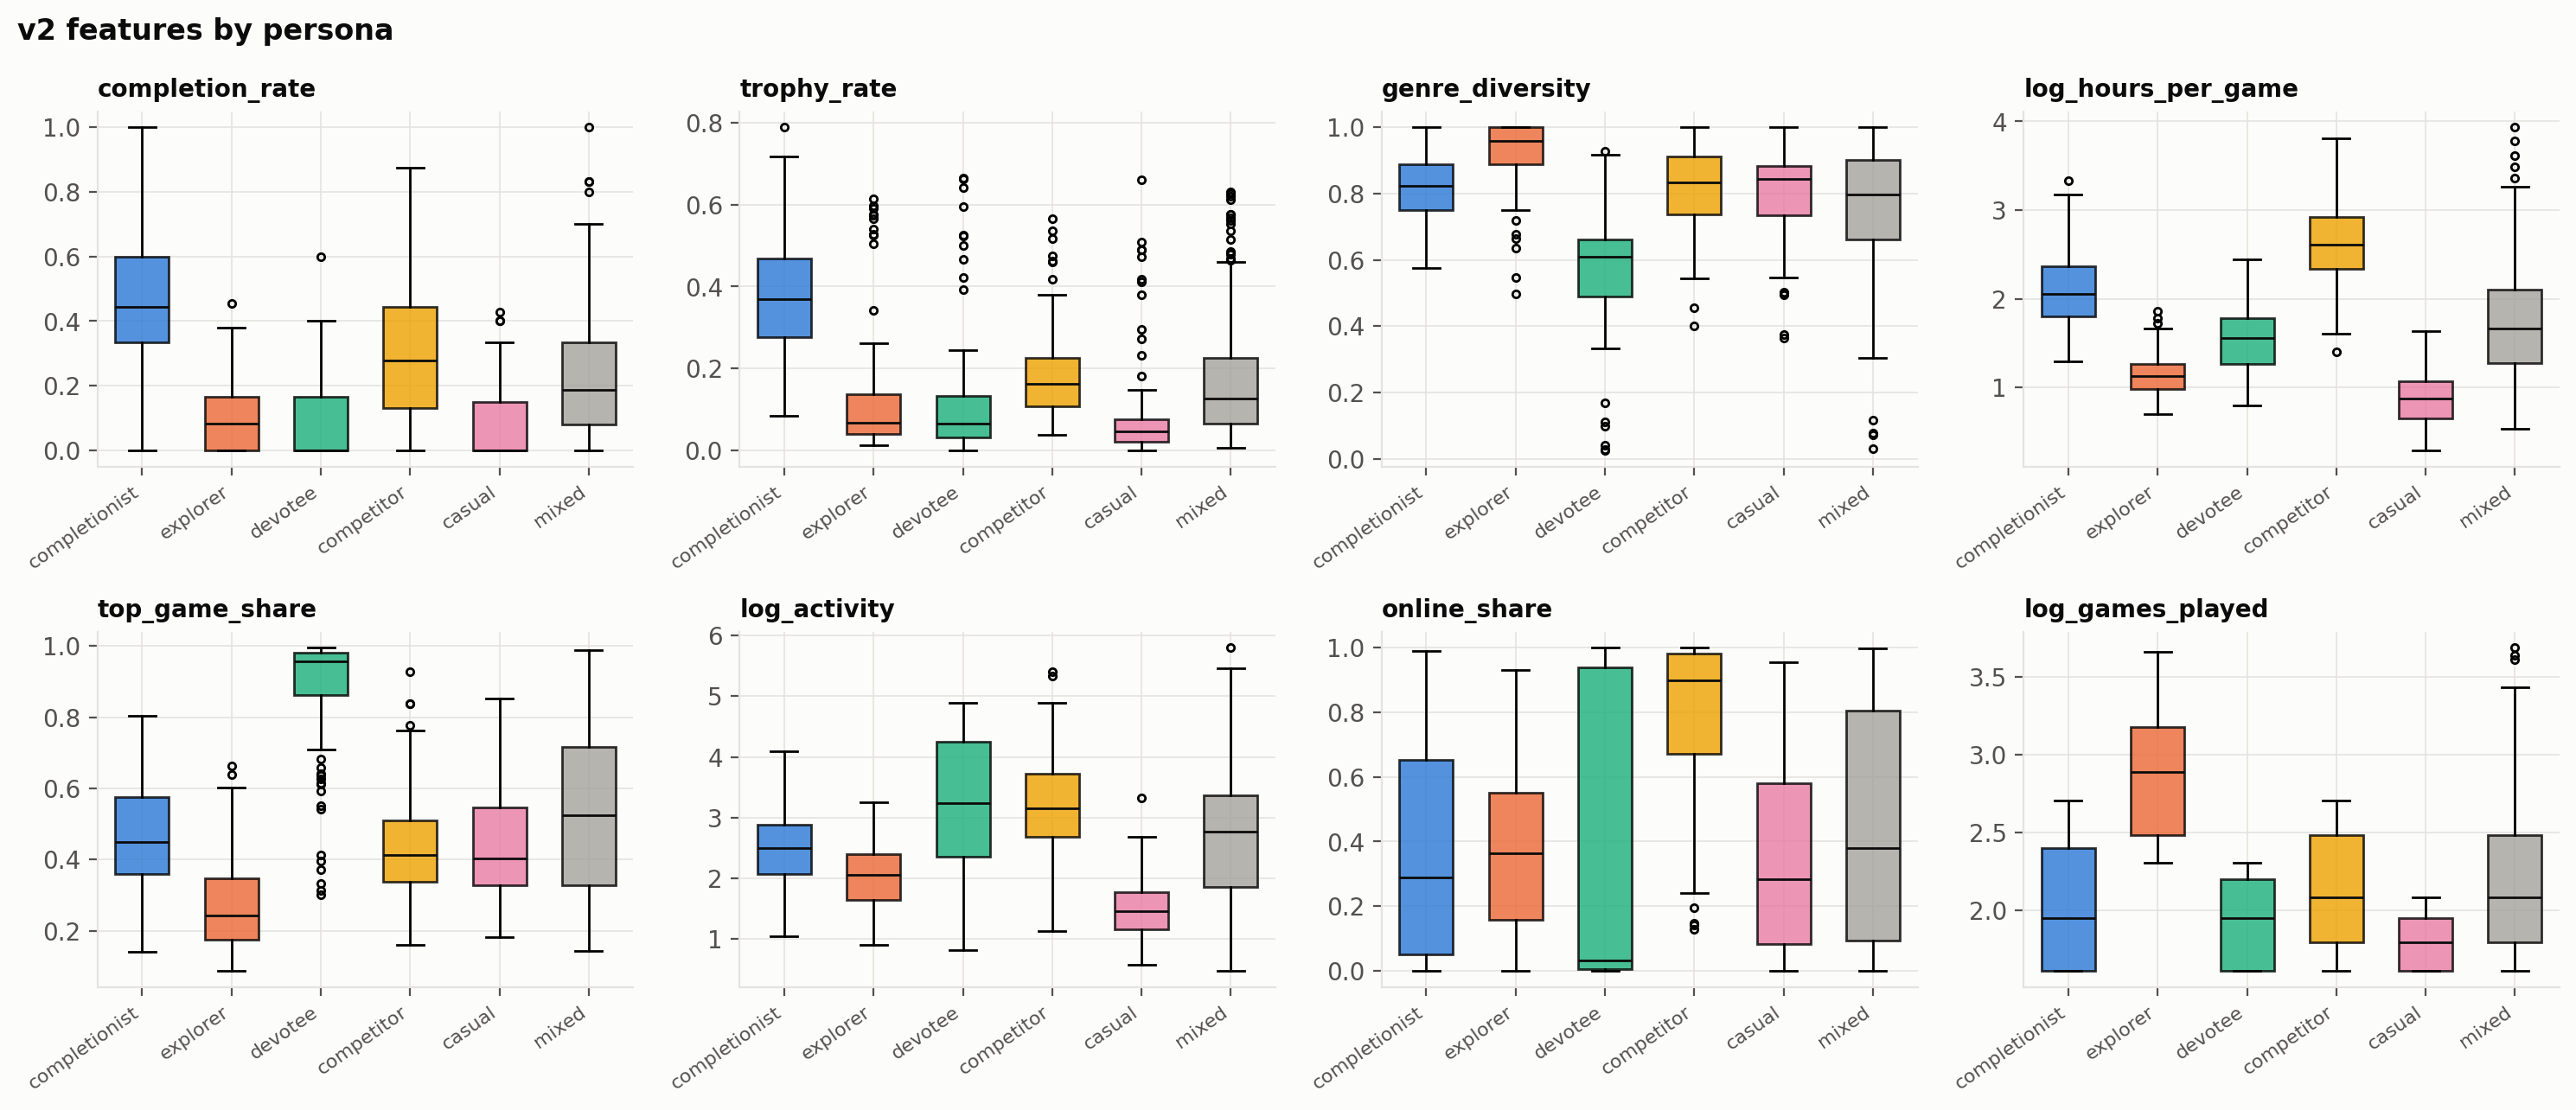 v2 features by persona
completion_rate
1.0
0.8
0.6
0.4
0.2
0.0
completionist
explorer
devotee
competitor
casual
mixed
trophy_rate
0.8
0.6
0.4
0.2
0.0
completionist
explorer
devotee
competitor
casual
mixed
genre_diversity
1.0
0.8
0.6
0.4
0.2
0.0
completionist
explorer
devotee
competitor
casual
mixed
log_hours_per_game
4
3
2
1
completionist
explorer
devotee
competitor
casual
mixed
top_game_share
1.0
0.8
0.6
0.4
0.2
completionist
explorer
devotee
competitor
casual
mixed
log_activity
6
5
4
3
2
1
completionist
explorer
devotee
competitor
casual
mixed
online_share
1.0
0.8
0.6
0.4
0.2
0.0
completionist
explorer
devotee
competitor
casual
mixed
log_games_played
3.5
3.0
2.5
2.0
completionist
explorer
devotee
competitor
casual
mixed